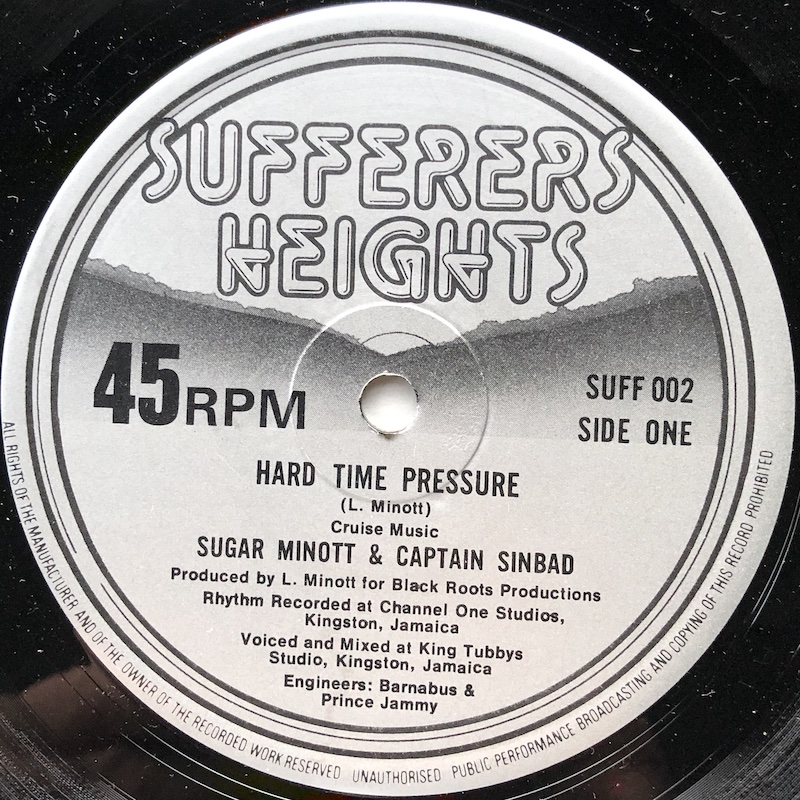 SUFFERERS
HEIGHTS
45 RPM
SUFF 002
SIDE ONE
HARD TIME PRESSURE
(L. Minott)
Cruise Music
SUGAR MINOTT & CAPTAIN SINBAD
Produced by L. Minott for Black Roots Productions
Rhythm Recorded at Channel One Studios,
Kingston, Jamaica
Voiced and Mixed at King Tubbys
Studio, Kingston, Jamaica
Engineers: Barnabus &
Prince Jammy
ALL RIGHTS OF THE MANUFACTURER AND OF THE OWNER OF THE RECORDED WORK RESERVED UNAUTHORISED PUBLIC PERFORMANCE BROADCASTING AND COPYING OF THIS RECORD PROHIBITED